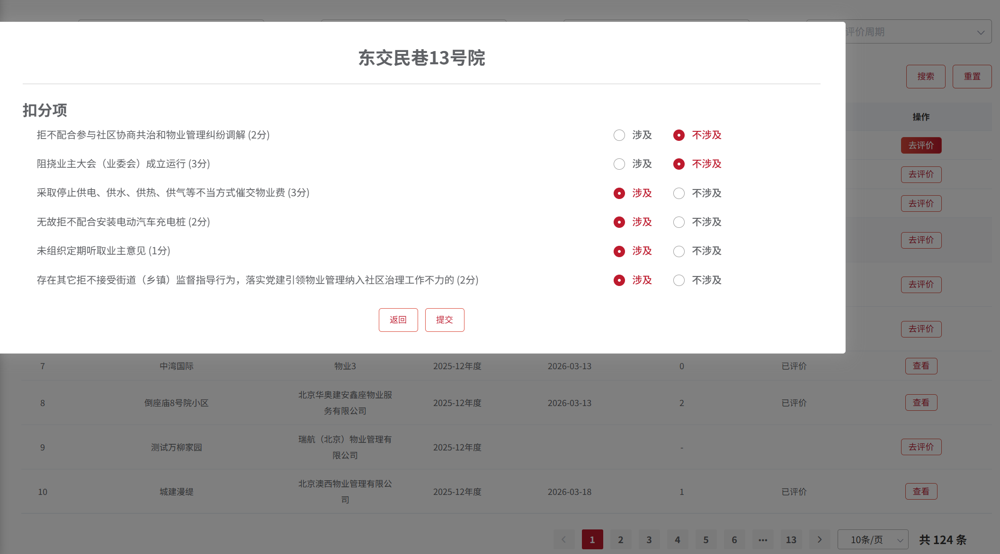 评价周期
东交民巷13号院
搜索
重置
扣分项
操作
拒不配合参与社区协商共治和物业管理纠纷调解 (2分)
涉及
不涉及
去评价
阻挠业主大会（业委会）成立运行 (3分)
涉及
不涉及
去评价
采取停止供电、供水、供热、供气等不当方式催交物业费 (3分)
涉及
不涉及
去评价
无故拒不配合安装电动汽车充电桩 (2分)
涉及
不涉及
去评价
未组织定期听取业主意见 (1分)
涉及
不涉及
存在其它拒不接受街道（乡镇）监督指导行为，落实党建引领物业管理纳入社区治理工作不力的 (2分)
涉及
不涉及
去评价
返回
提交
去评价
7
中湾国际
物业3
2025-12年度
2026-03-13
0
已评价
查看
8
倒座庙8号院小区
北京华奥建安鑫座物业服
务有限公司
2025-12年度
2026-03-13
2
已评价
查看
9
测试万柳家园
瑞航（北京）物业管理有
限公司
2025-12年度
-
去评价
10
城建漫缇
北京澳西物业管理有限公
司
2025-12年度
2026-03-18
1
已评价
查看
1
2
3
4
5
6
•••
13
10条/页
共 124 条